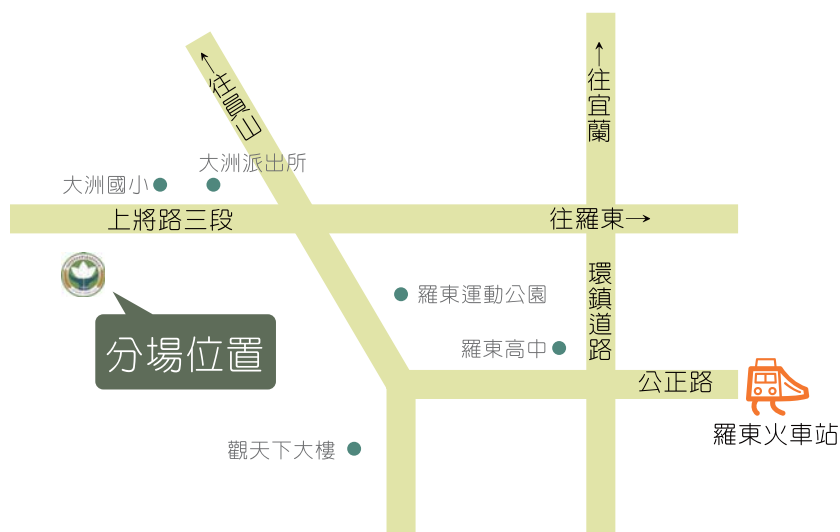 往宜蘭
往員山
大洲派出所
大洲國小
上將路三段
往羅東
環鎮道路
羅東運動公園
分場位置
羅東高中
公正路
羅東火車站
觀天下大樓